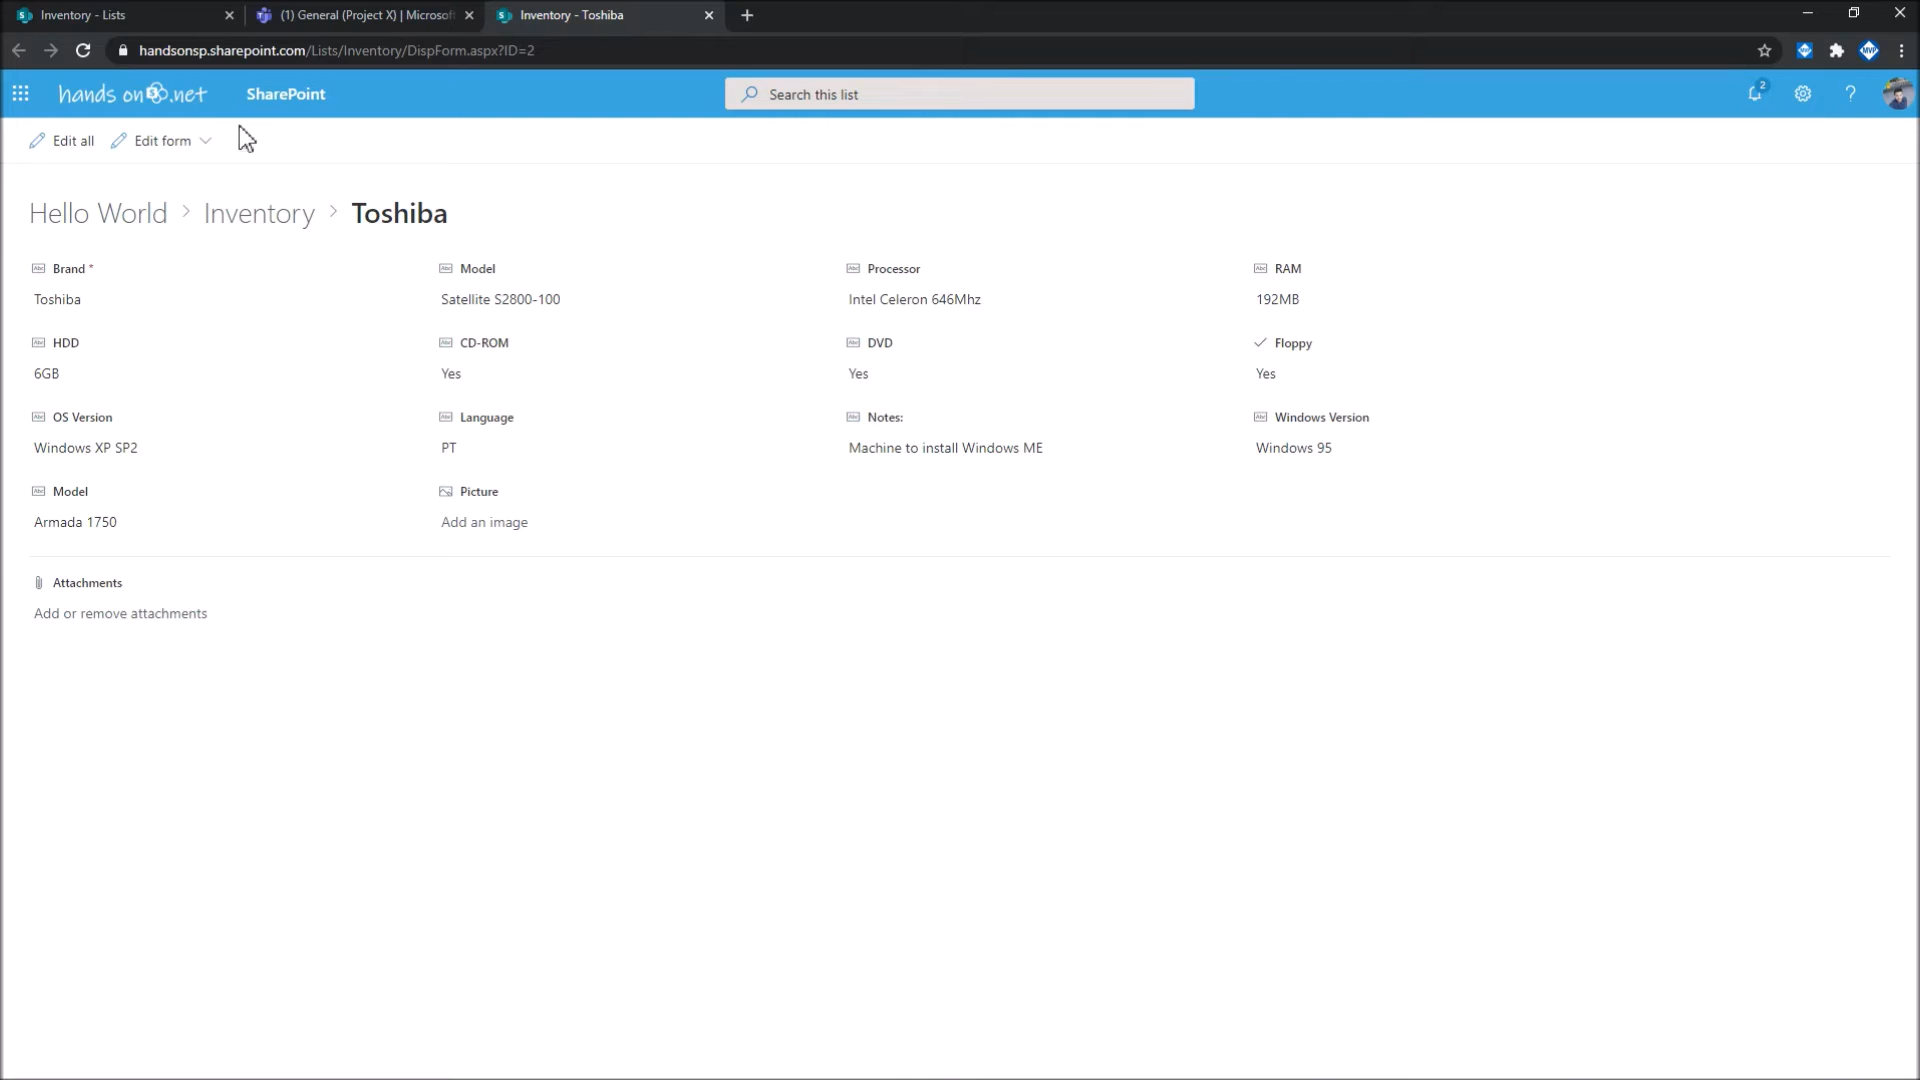 Inventory - Lists
(1) General (Project X) | Microsoft
Inventory - Toshiba
handsonsp.sharepoint.com/Lists/Inventory/DispForm.aspx?ID=2
hands on S .net
SharePoint
Search this list
2
Edit all
Edit form
Hello World > Inventory > Toshiba
Brand *
Model
Processor
RAM
Toshiba
Satellite S2800-100
Intel Celeron 646Mhz
192MB
HDD
CD-ROM
DVD
Floppy
6GB
Yes
Yes
Yes
OS Version
Language
Notes:
Windows Version
Windows XP SP2
PT
Machine to install Windows ME
Windows 95
Model
Picture
Armada 1750
Add an image
Attachments
Add or remove attachments